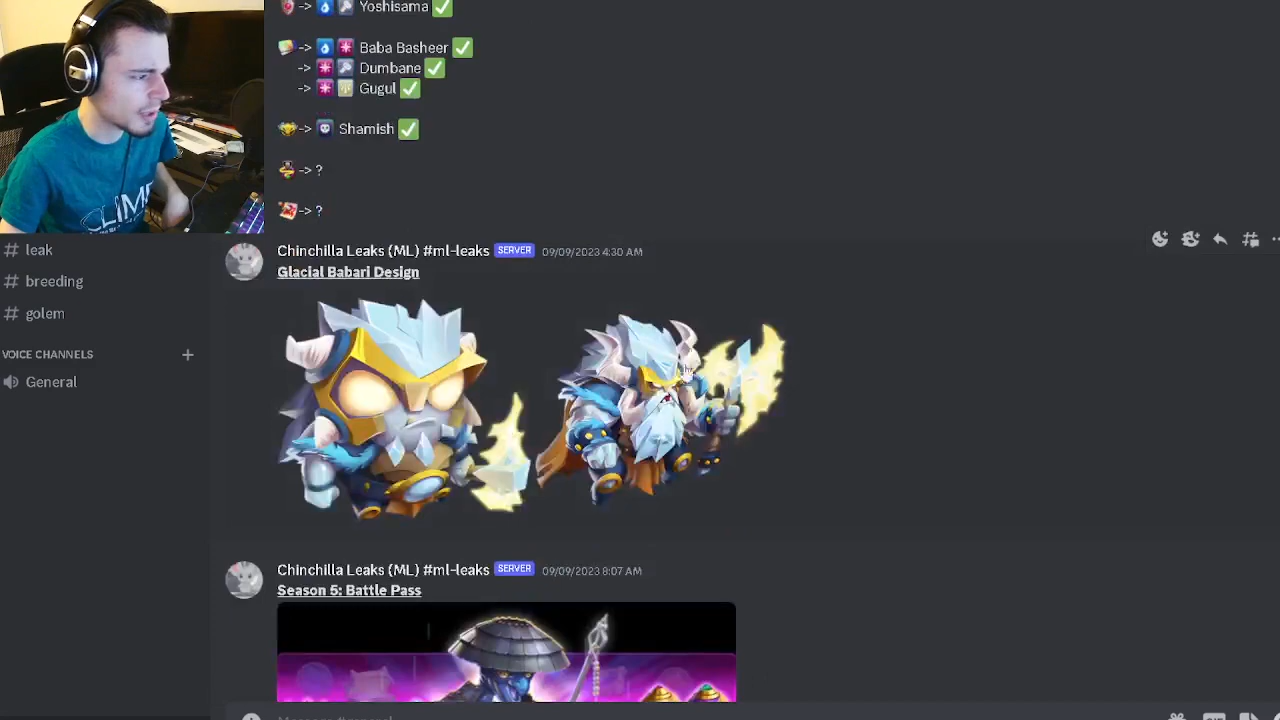 -> Yoshisama
-> Baba Basheer
-> Dumbane
-> Gugul
-> Shamish
-> ?
-> ?
CLIME
# leak
# breeding
# golem
VOICE CHANNELS +
General
Chinchilla Leaks (ML) #ml-leaks SERVER 09/09/2023 4:30 AM
Glacial Babari Design
Chinchilla Leaks (ML) #ml-leaks SERVER 09/09/2023 8:07 AM
Season 5: Battle Pass